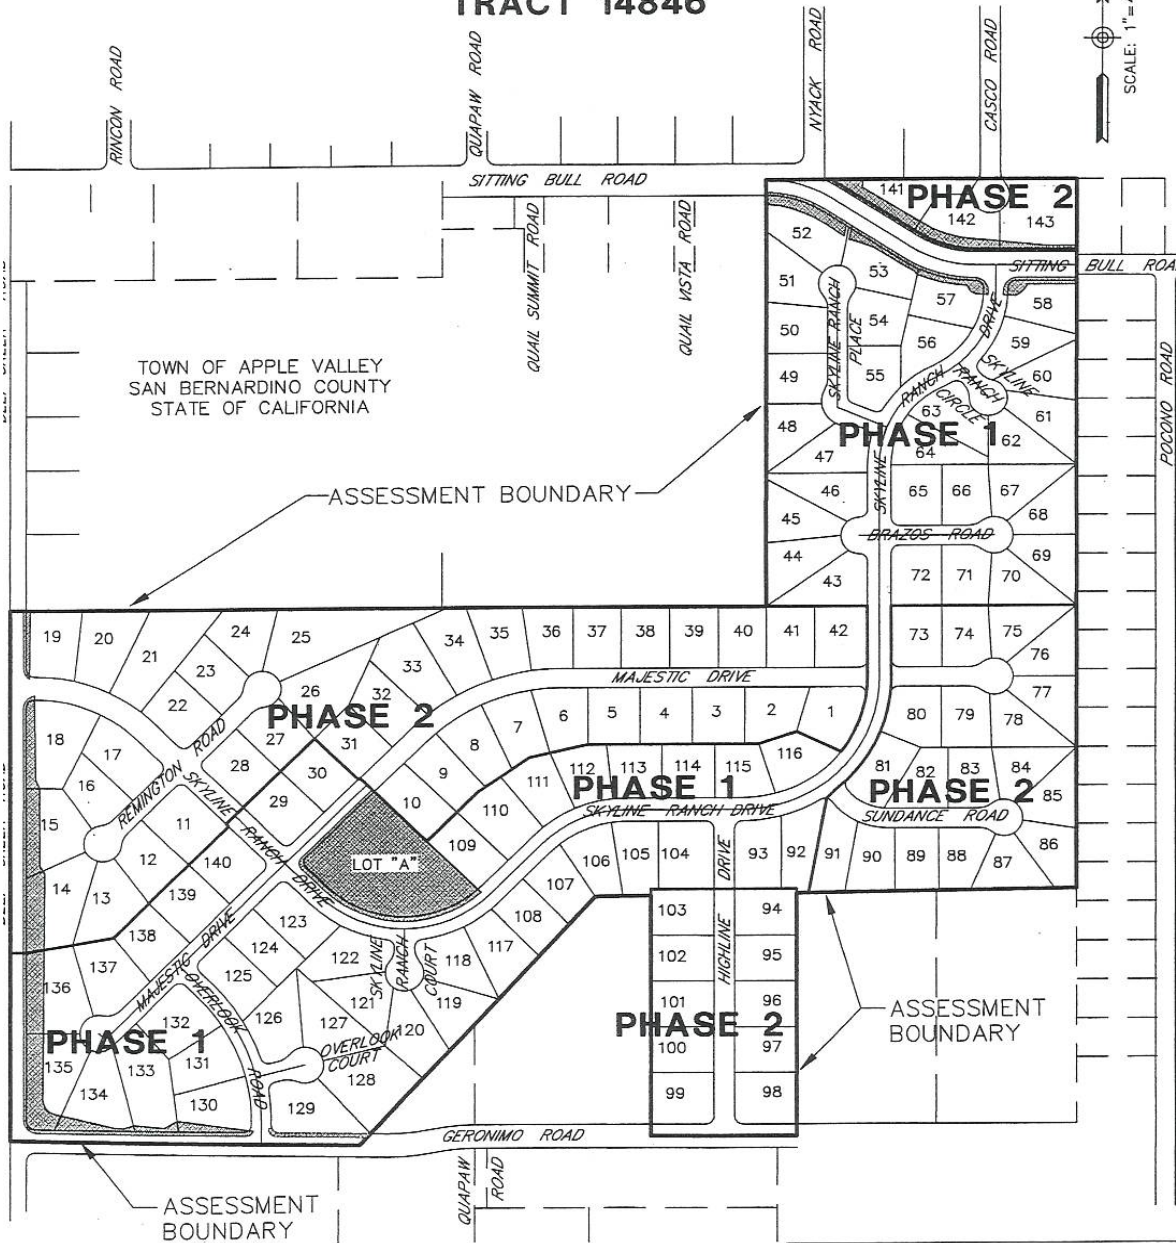 TRACT 14846
SCALE: 1"=
RINCON ROAD
QUAPAW ROAD
NYACK ROAD
CASCO ROAD
SITTING BULL ROAD
QUAIL SUMMIT ROAD
QUAIL VISTA ROAD
141
PHASE 2
142
143
SITTING BULL ROA
POCONO ROAD
TOWN OF APPLE VALLEY
SAN BERNARDINO COUNTY
STATE OF CALIFORNIA
52
51
53
57
58
50
54
56
59
49
55
60
SKYLINE RANCH
PLACE
SKYLINE
RANCH
CIRCLE
48
63
61
PHASE 1
62
47
64
SKYLINE
RANCH
DRIVE
ASSESSMENT BOUNDARY
46
65
66
67
45
68
BRAZOS ROAD
44
69
43
72
71
70
19
20
21
24
25
34
35
36
37
38
39
40
41
42
73
74
75
23
33
76
22
26
32
MAJESTIC DRIVE
77
PHASE 2
18
17
REMINGTON ROAD
27
31
7
6
5
4
3
2
1
80
79
78
16
28
30
8
9
116
SKYLINE RANCH DRIVE
29
10
111
112
113
114
115
81
82
83
84
PHASE 1
PHASE 2
85
15
11
110
SKYLINE RANCH DRIVE
SUNDANCE ROAD
12
140
LOT "A"
109
106
105
104
93
92
91
90
89
88
87
86
14
13
139
107
HIGHLINE DRIVE
138
123
108
103
94
137
124
122
117
102
95
136
125
118
101
96
MAJESTIC DRIVE
OVERLOOK ROAD
SKYLINE
RANCH
COURT
121
119
132
126
127
120
PHASE 1
PHASE 2
ASSESSMENT
BOUNDARY
135
133
131
OVERLOOK
COURT
100
97
134
128
130
129
99
98
GERONIMO ROAD
QUAPAW
ROAD
ASSESSMENT
BOUNDARY